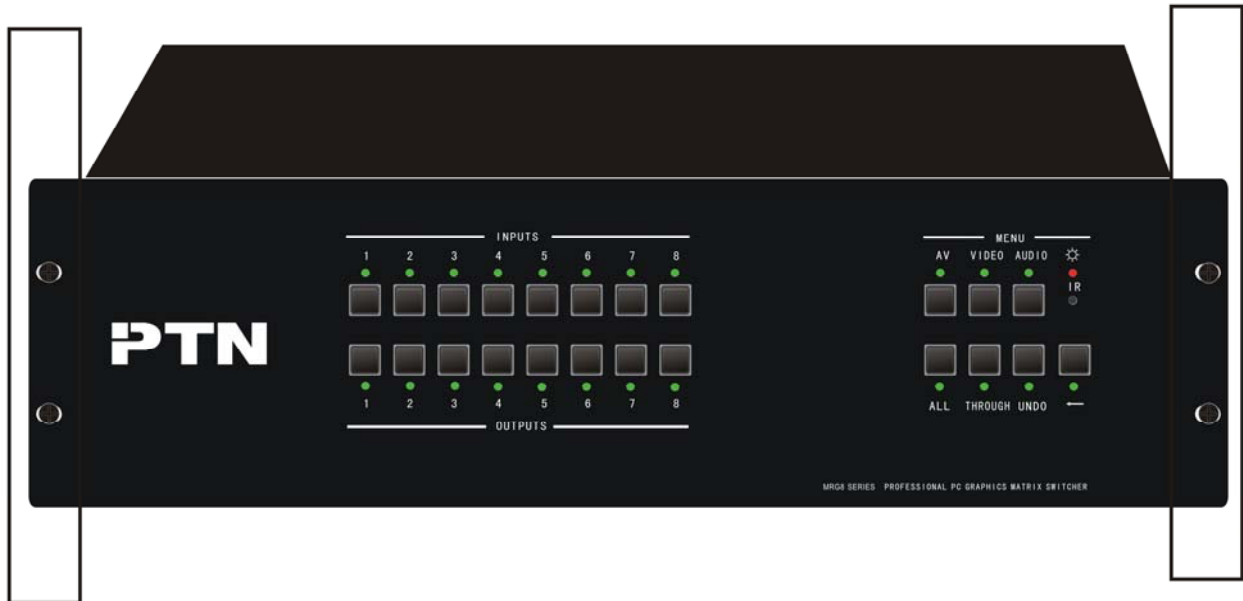 INPUTS
1 2 3 4 5 6 7 8
PTN
1 2 3 4 5 6 7 8
OUTPUTS
MENU
AV VIDEO AUDIO
IR
ALL THROUGH UNDO
MRG8 SERIES PROFESSIONAL PC GRAPHICS MATRIX SWITCHER